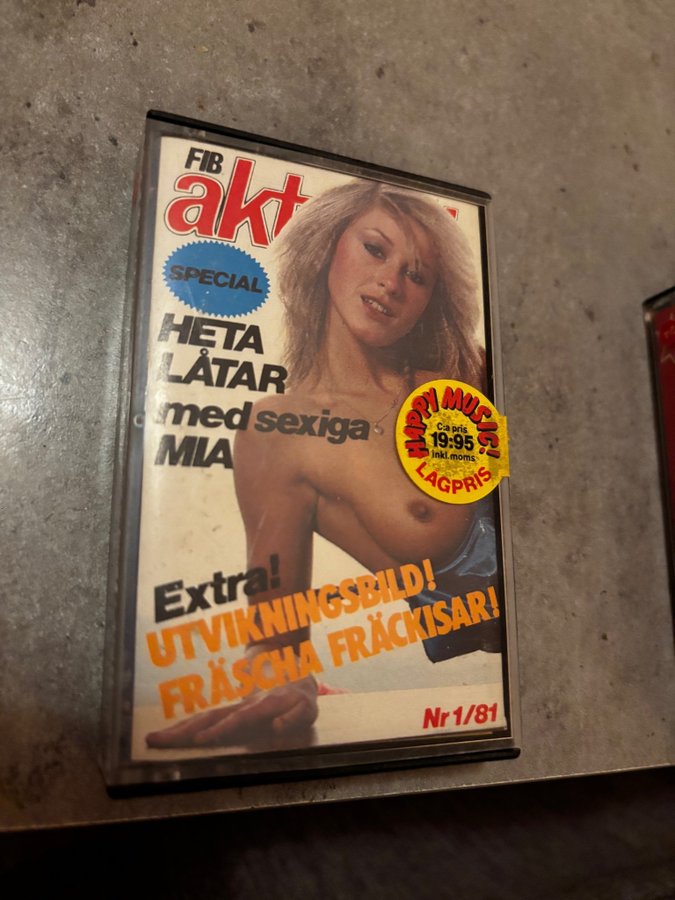 FIB
akt
SPECIAL
HETA
LÅTAR
med sexiga
MIA
HAPPY MUSIC!
C:a pris
19:95
inkl. moms
LÅGPRIS
Extra!
UTVIKNINGSBILD!
FRÄSCHA FRÄCKISAR!
Nr 1/81